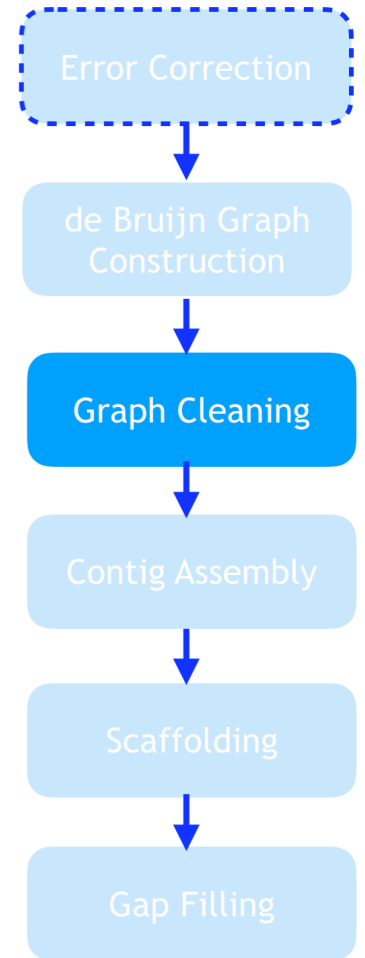 Error Correction
de Bruijn Graph
Construction
Graph Cleaning
Contig Assembly
Scaffolding
Gap Filling